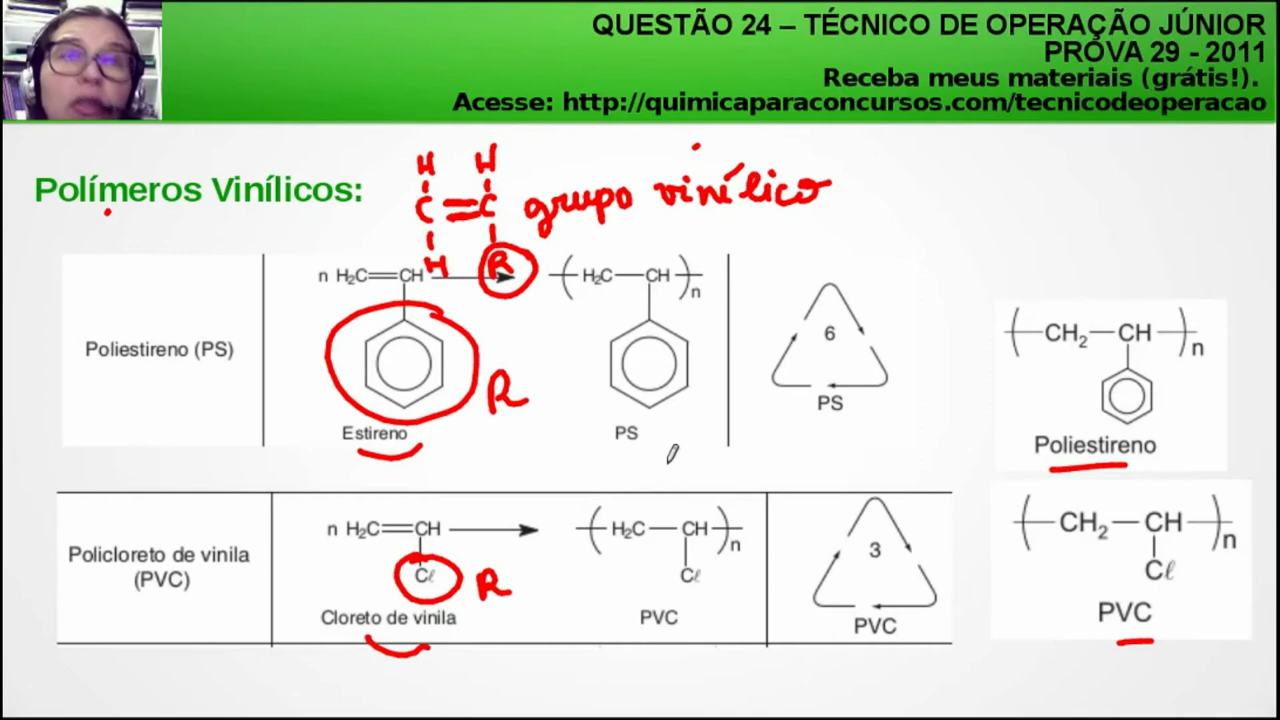 QUESTÃO 24 – TÉCNICO DE OPERAÇÃO JÚNIOR
PROVA 29 - 2011
Receba meus materiais (grátis!).
Acesse: http://quimicaparaconcursos.com/tecnicodeoperacao
H H
Polímeros Vinílicos:
C = C grupo vinílico
H R
n H₂C=CH → ( H₂C—CH )n
Poliestireno (PS)
R
Estireno
PS
6
PS
( CH₂—CH )n
Poliestireno
n H₂C=CH → ( H₂C—CH )n
Policloreto de vinila
(PVC)
Cℓ R
Cℓ
Cloreto de vinila
PVC
3
PVC
( CH₂—CH )n
Cℓ
PVC